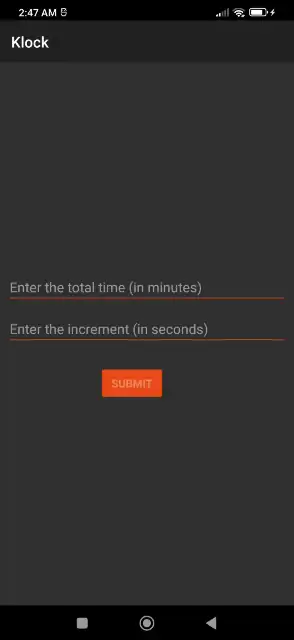 2:47 AM
Klock
Enter the total time (in minutes)
Enter the increment (in seconds)
SUBMIT